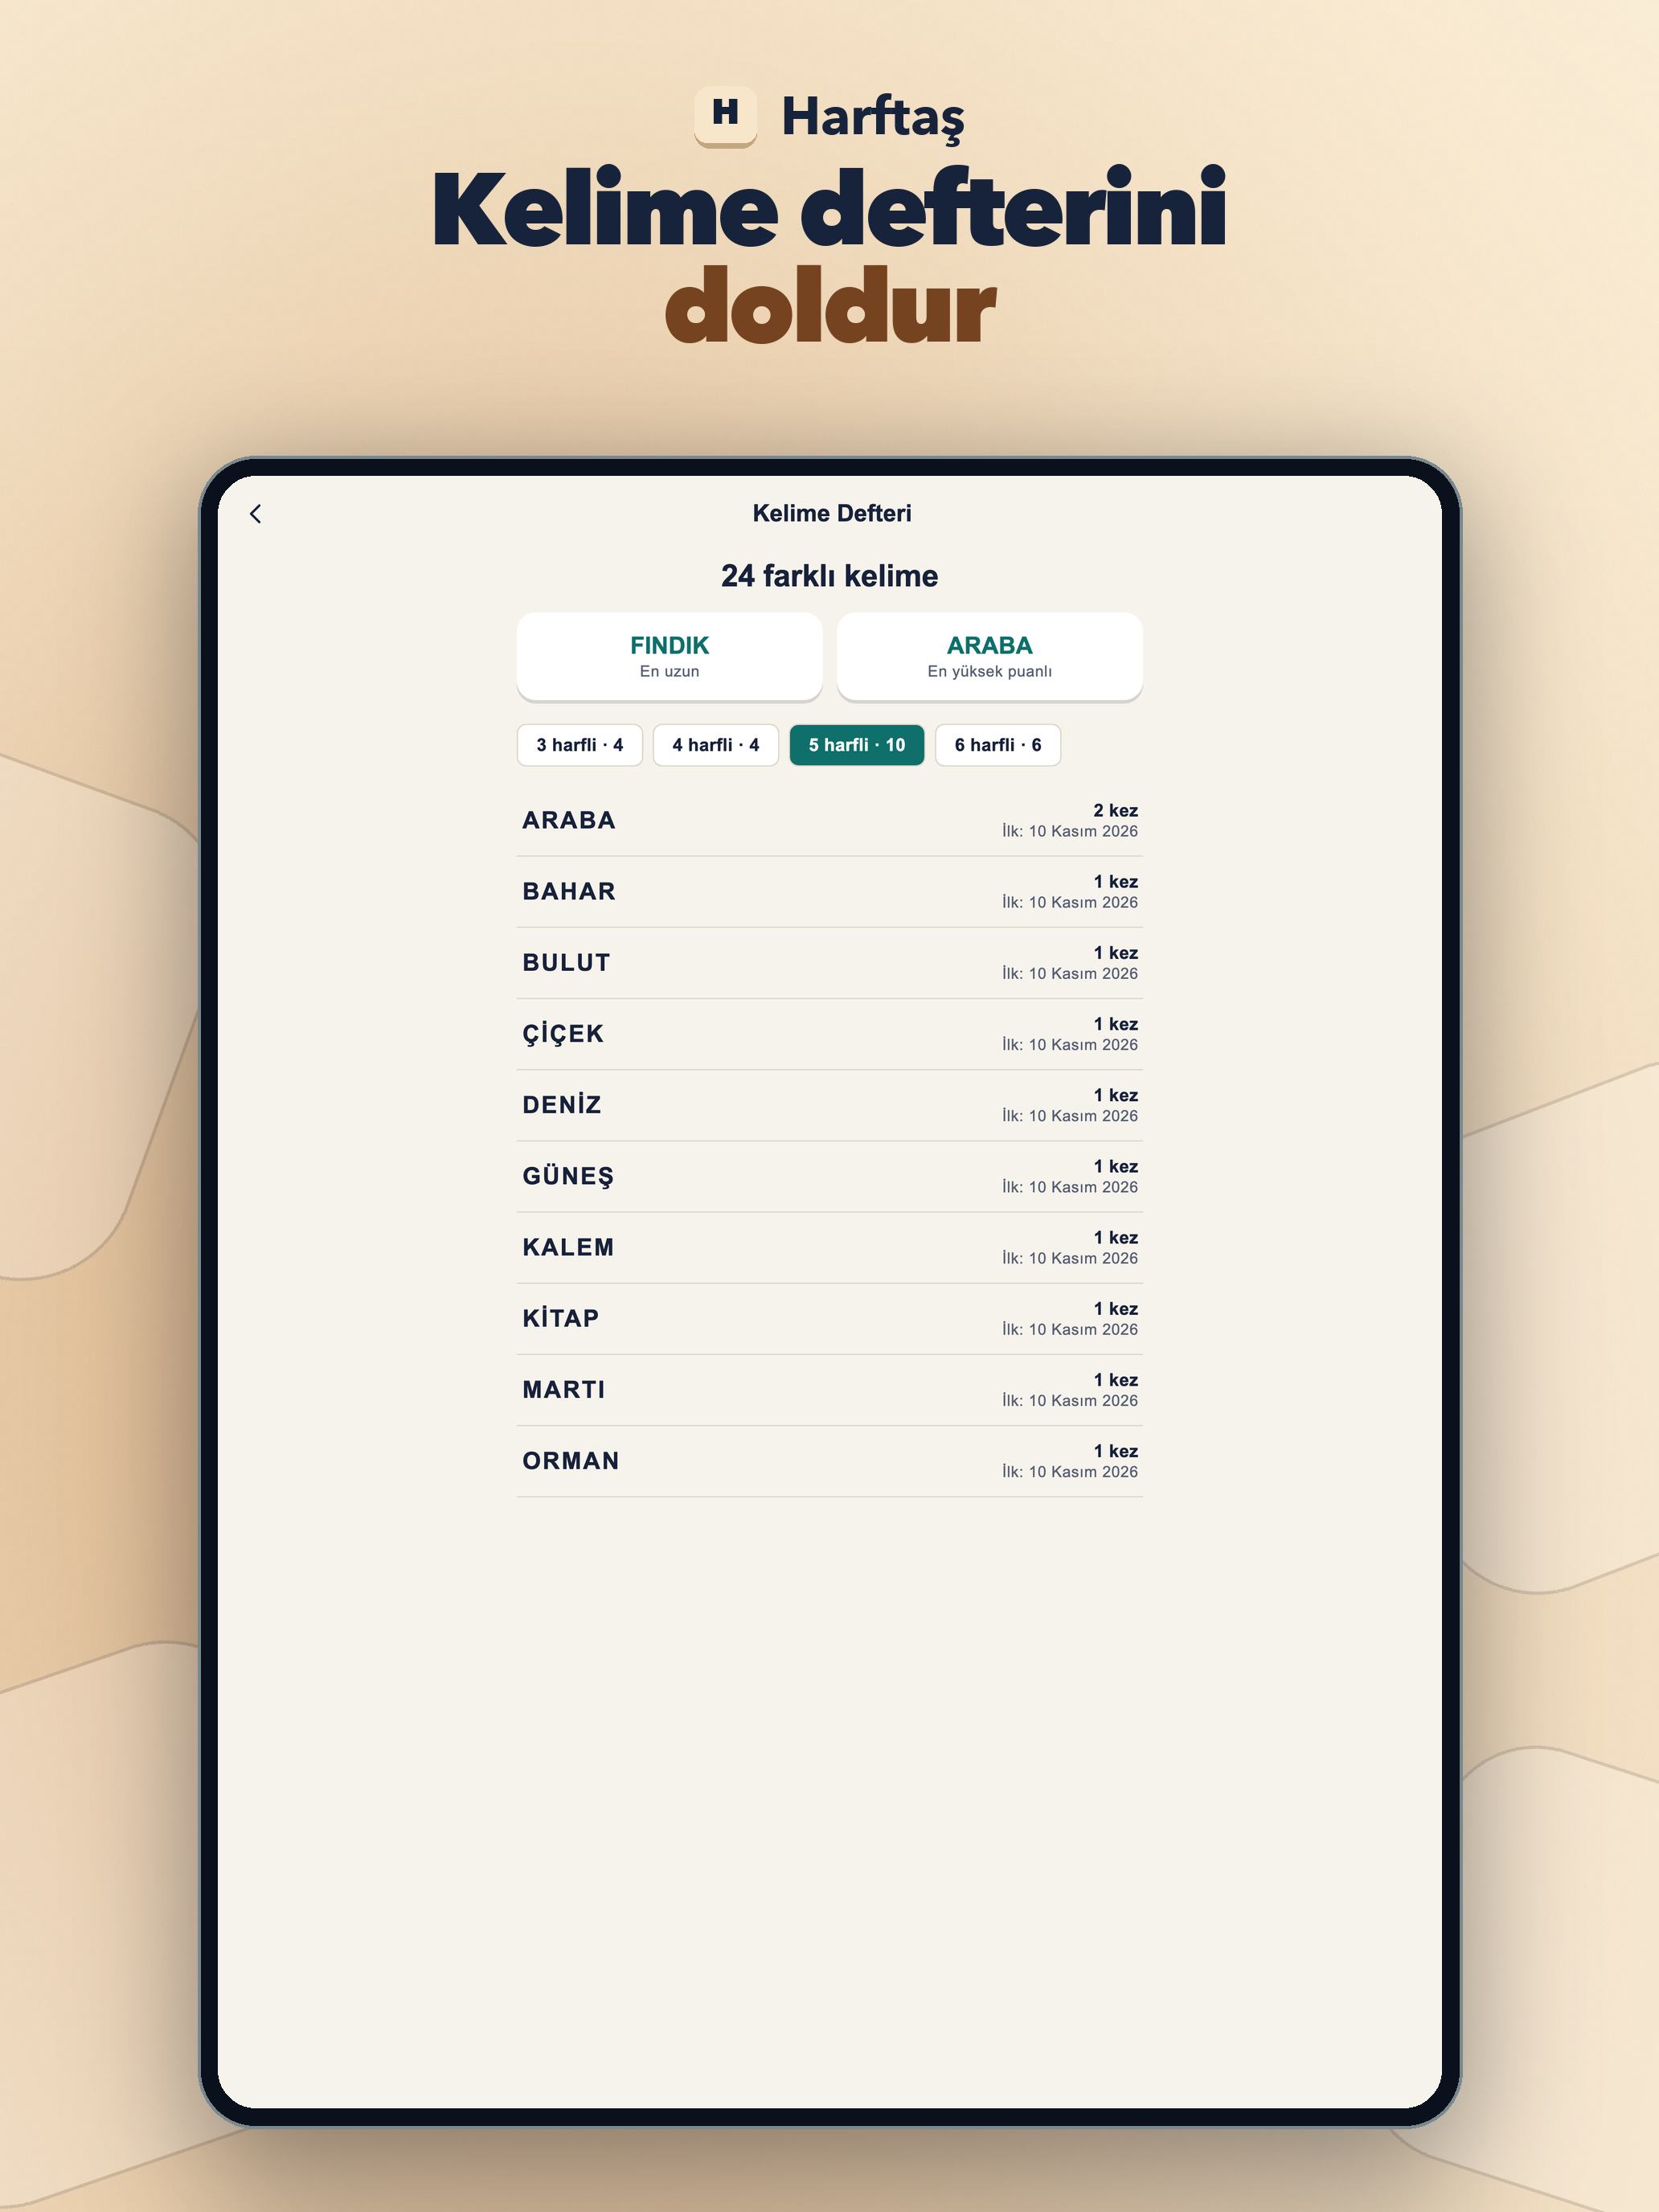 H Harftaş
Kelime defterini
doldur
Kelime Defteri
24 farklı kelime
FINDIK
En uzun
ARABA
En yüksek puanlı
3 harfli · 4
4 harfli · 4
5 harfli · 10
6 harfli · 6
ARABA
2 kez
İlk: 10 Kasım 2026
BAHAR
1 kez
İlk: 10 Kasım 2026
BULUT
1 kez
İlk: 10 Kasım 2026
ÇİÇEK
1 kez
İlk: 10 Kasım 2026
DENİZ
1 kez
İlk: 10 Kasım 2026
GÜNEŞ
1 kez
İlk: 10 Kasım 2026
KALEM
1 kez
İlk: 10 Kasım 2026
KİTAP
1 kez
İlk: 10 Kasım 2026
MARTI
1 kez
İlk: 10 Kasım 2026
ORMAN
1 kez
İlk: 10 Kasım 2026